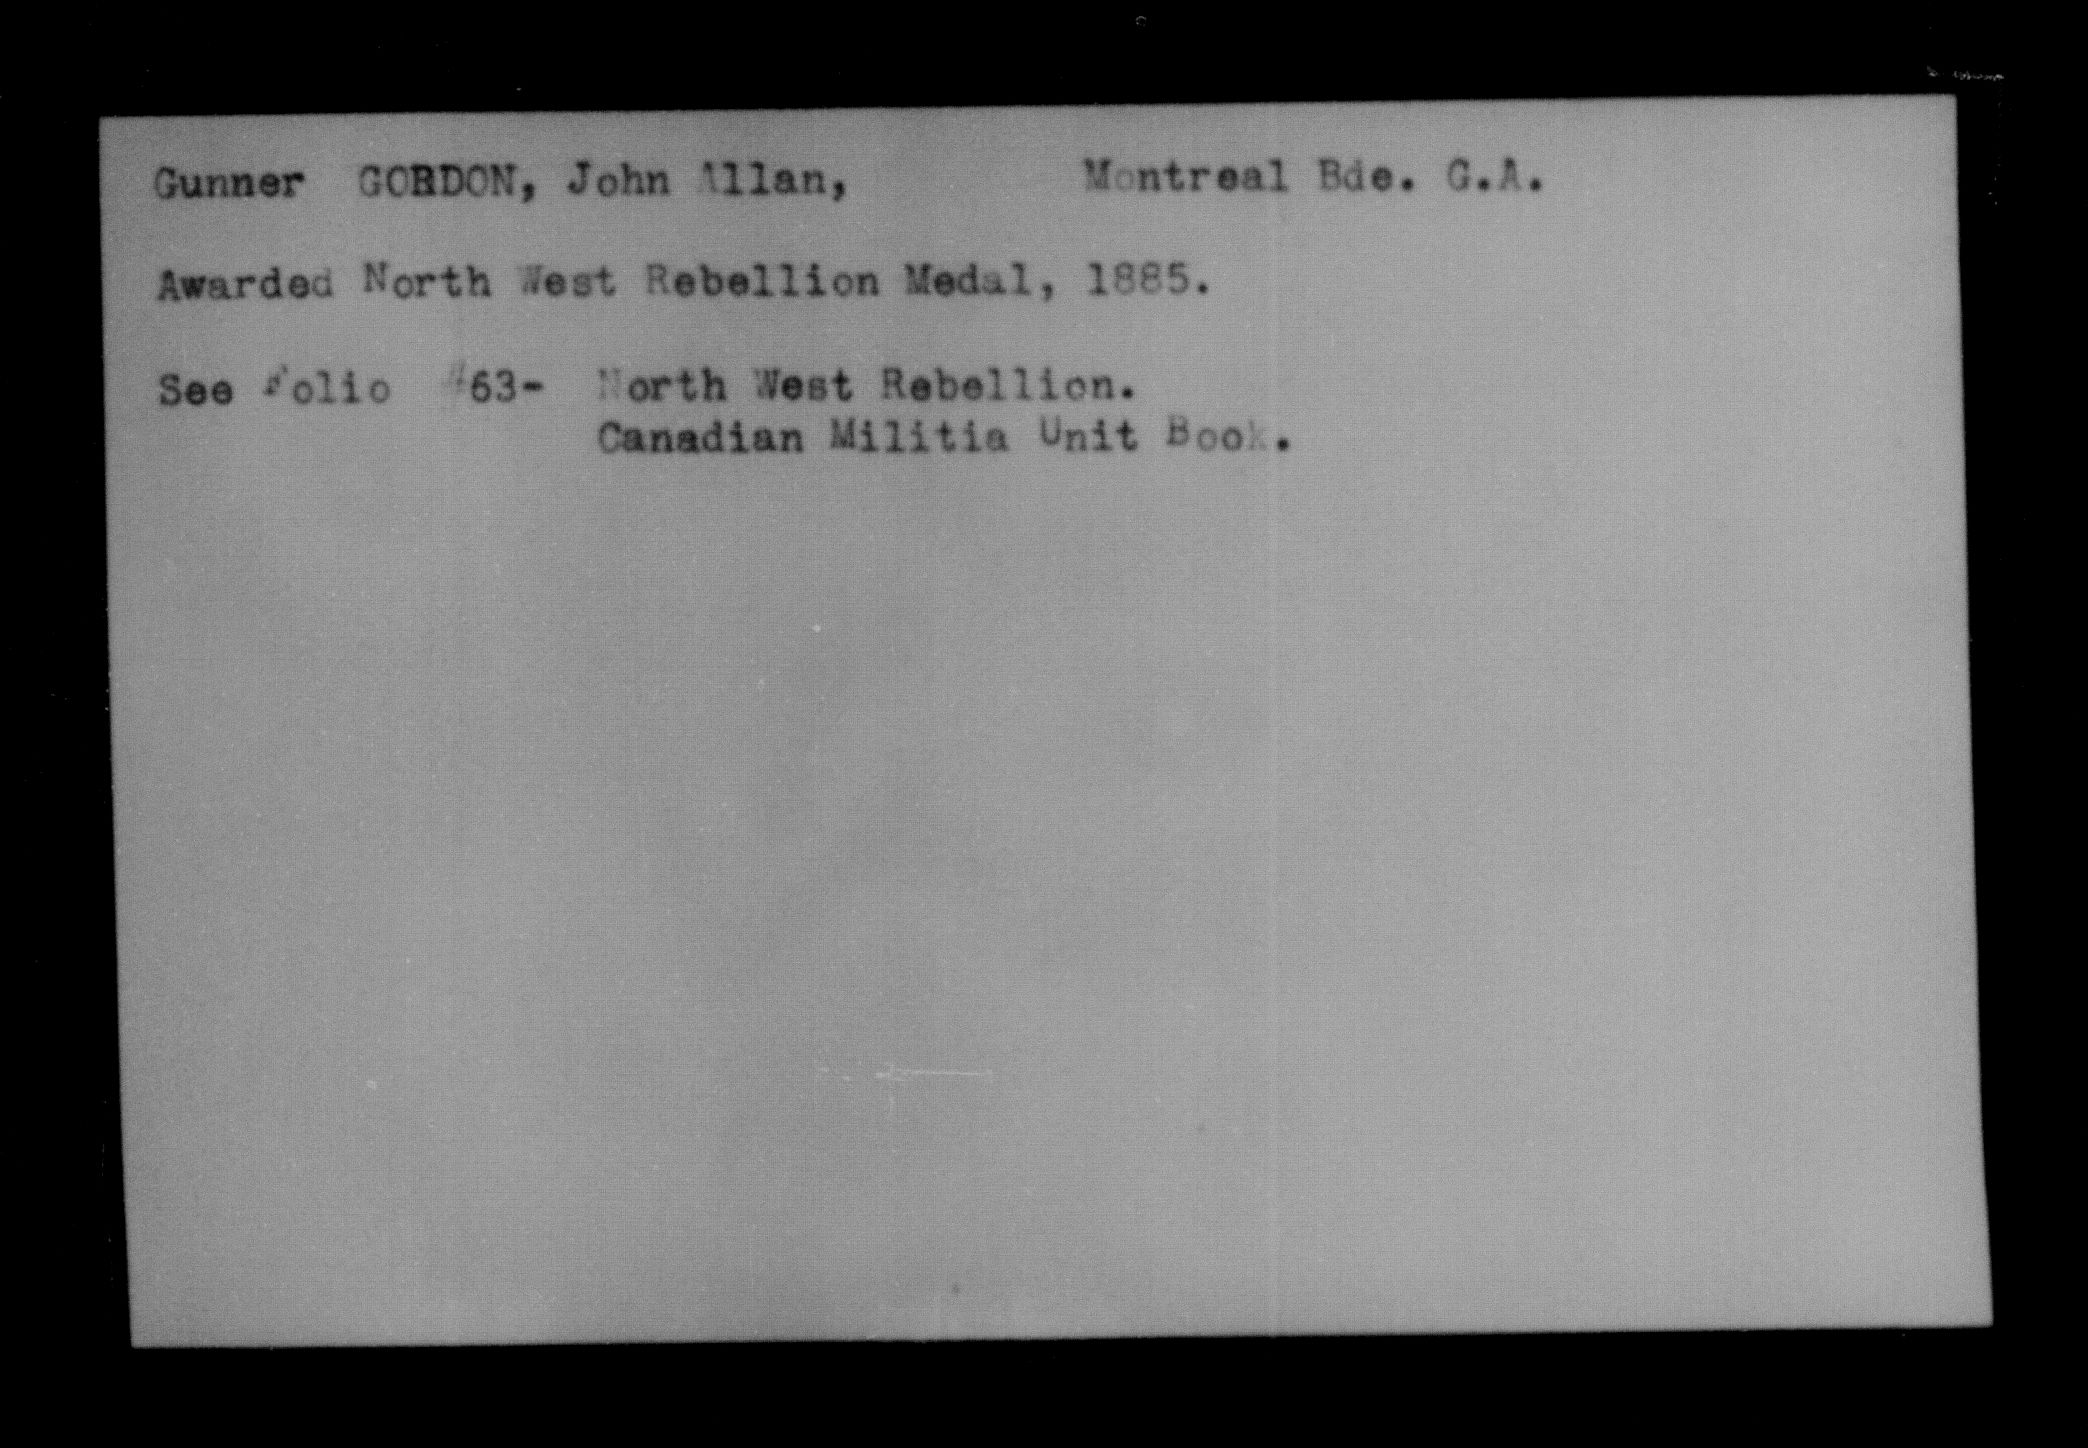 Gunner GORDON, John Allan, Montreal Bde. G.A.
Awarded North West Rebellion Medal, 1885.
See Folio #63- North West Rebellion.
Canadian Militia Unit Book.